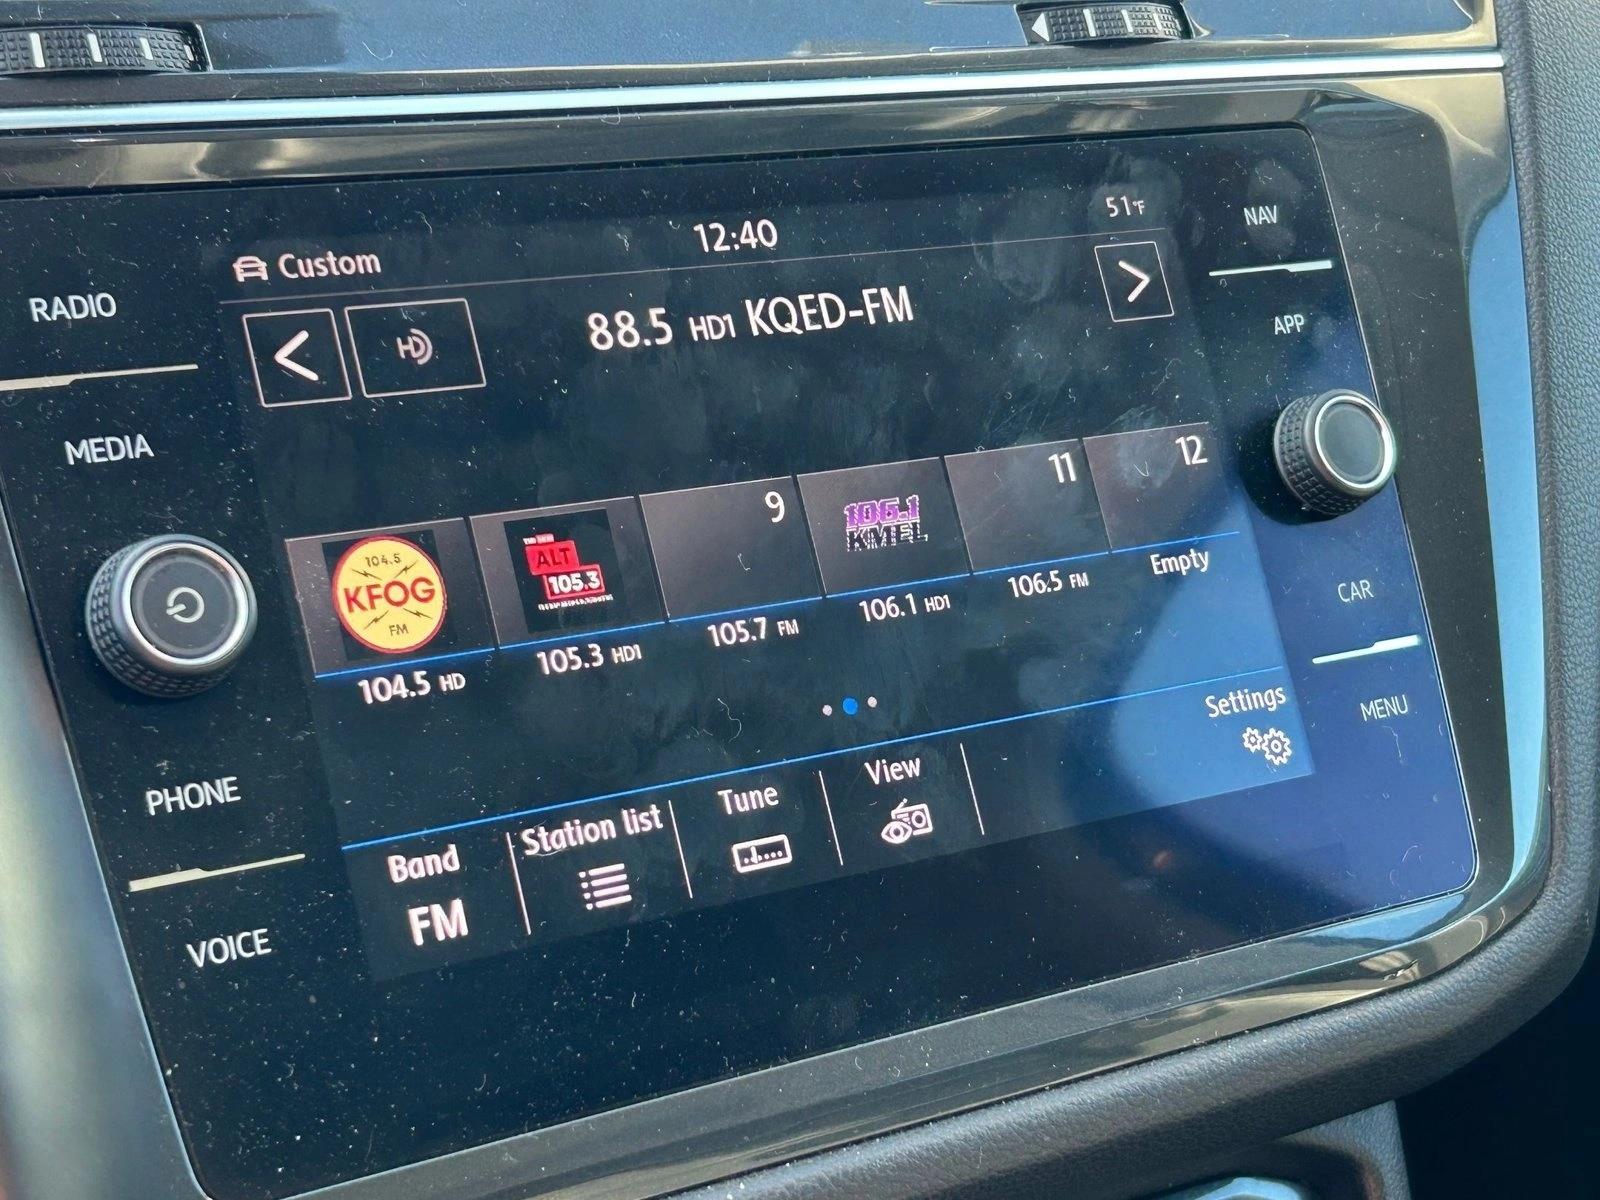 Custom
12:40
51°F
HD
88.5 HD1 KQED-FM
RADIO
MEDIA
PHONE
VOICE
NAV
APP
CAR
MENU
104.5
KFOG
FM
104.5 HD
ALT
105.3
105.3 HD1
9
105.7 FM
106.1
KMEL
106.1 HD1
11
106.5 FM
12
Empty
Band
FM
Station list
Tune
View
Settings